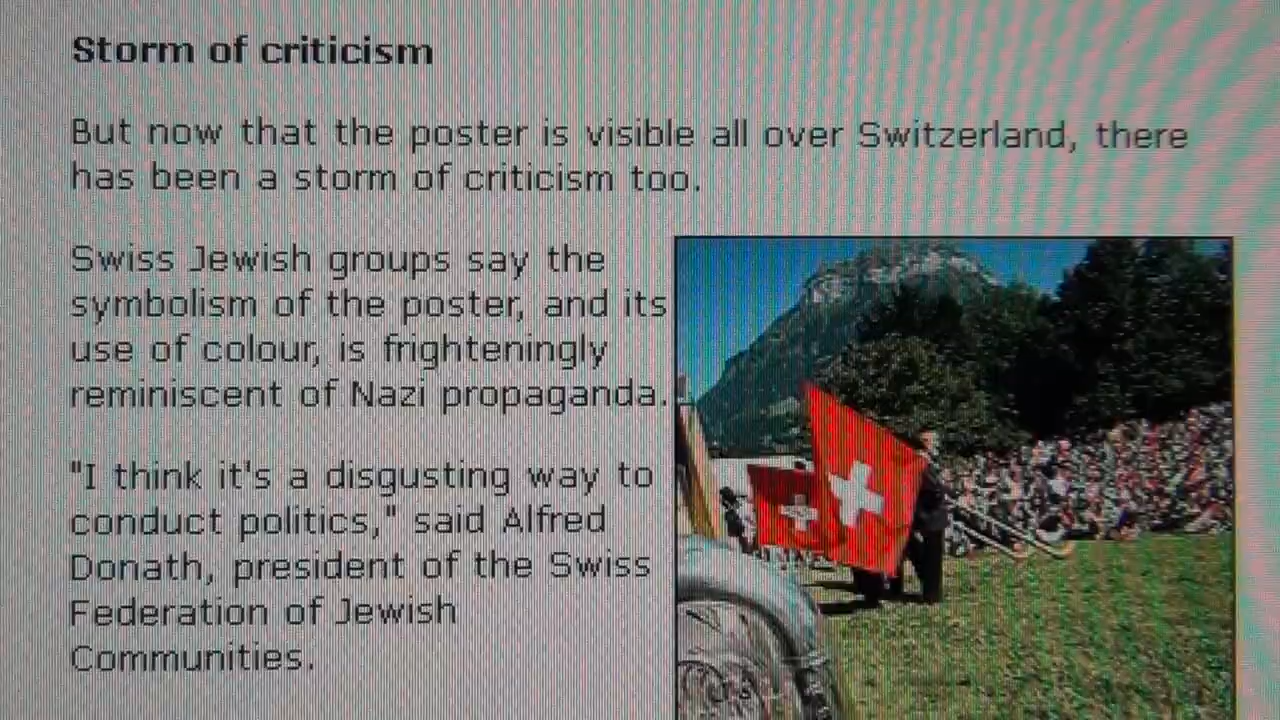 Storm of criticism
But now that the poster is visible all over Switzerland, there
has been a storm of criticism too.
Swiss Jewish groups say the
symbolism of the poster, and its
use of colour, is frighteningly
reminiscent of Nazi propaganda.
"I think it's a disgusting way to
conduct politics," said Alfred
Donath, president of the Swiss
Federation of Jewish
Communities.